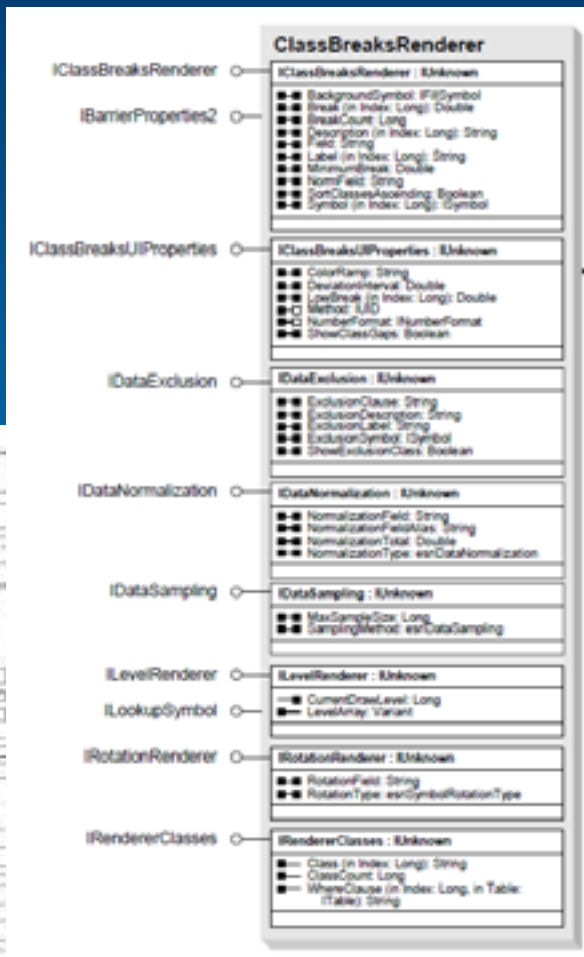 ClassBreaksRenderer
IClassBreaksRenderer
IClassBreaksRenderer : IUnknown
IBarrierProperties2
BackgroundSymbol: IFillSymbol
Break (in Index: Long): Double
BreakCount: Long
Description (in Index: Long): String
Field: String
Label (in Index: Long): String
MinimumBreak: Double
NormField: String
SortClassesAscending: Boolean
Symbol (in Index: Long): ISymbol
IClassBreaksUIProperties
IClassBreaksUIProperties : IUnknown
ColorRamp: String
DeviationInterval: Double
LowBreak (in Index: Long): Double
Method: IUID
NumberFormat: INumberFormat
ShowClassGaps: Boolean
IDataExclusion
IDataExclusion : IUnknown
ExclusionClause: String
ExclusionDescription: String
ExclusionLabel: String
ExclusionSymbol: ISymbol
ShowExclusionClass: Boolean
IDataNormalization
IDataNormalization : IUnknown
NormalizationField: String
NormalizationFieldAlias: String
NormalizationTotal: Double
NormalizationType: esriDataNormalization
IDataSampling
IDataSampling : IUnknown
MaxSampleSize: Long
SamplingMethod: esriDataSampling
ILevelRenderer
ILevelRenderer : IUnknown
ILookupSymbol
CurrentDrawLevel: Long
LevelArray: Variant
IRotationRenderer
IRotationRenderer : IUnknown
RotationField: String
RotationType: esriSymbolRotationType
IRendererClasses
IRendererClasses : IUnknown
Class (in Index: Long): String
ClassCount: Long
WhereClause (in Index: Long, in Table:
ITable): String